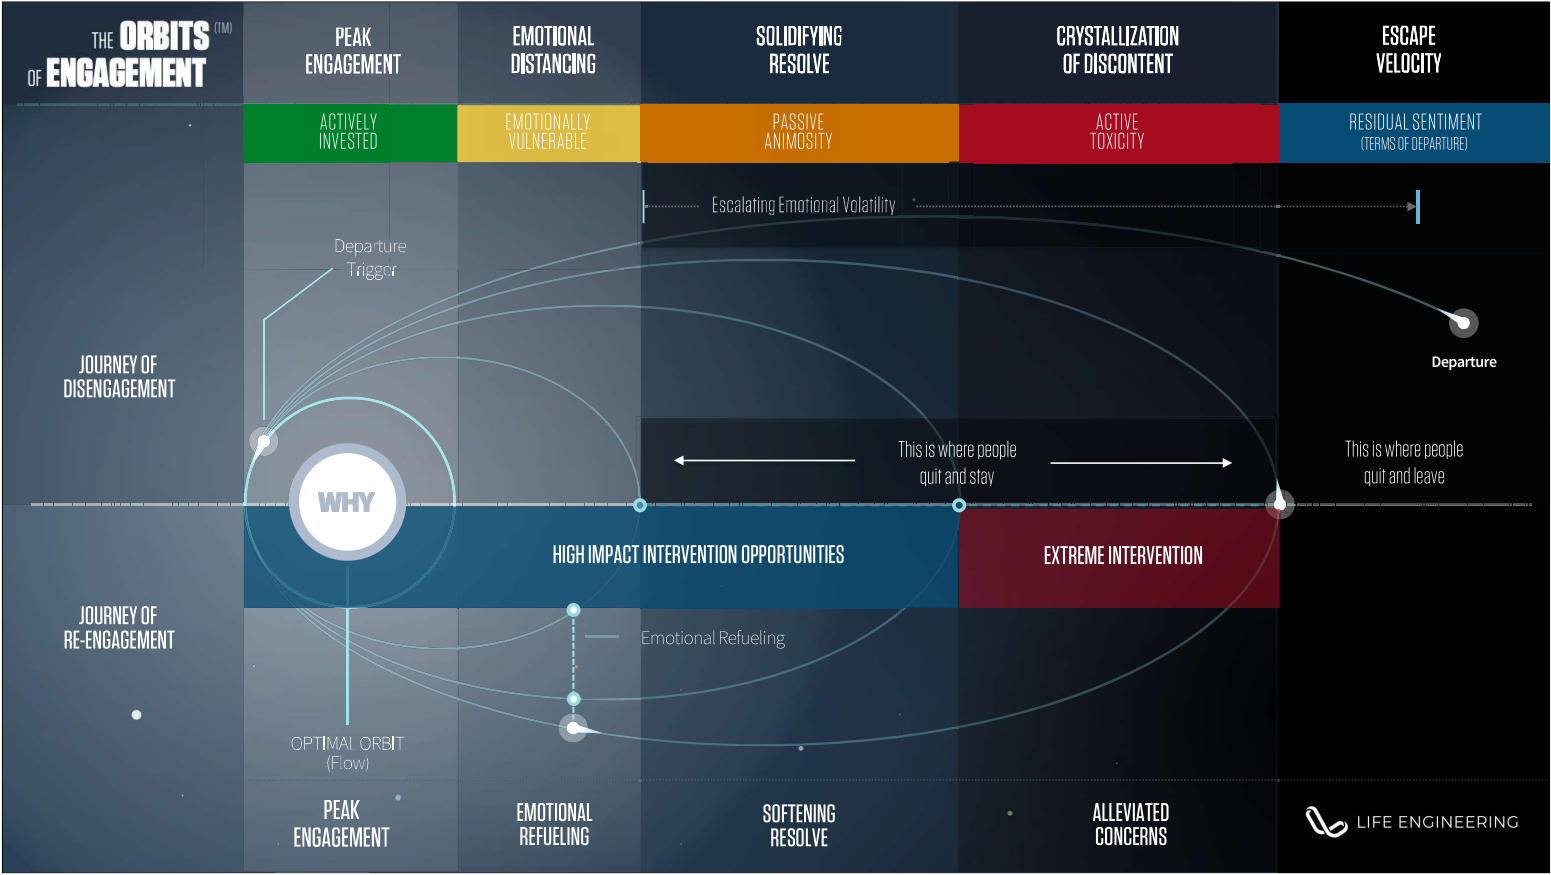 THE ORBITS (TM)
OF ENGAGEMENT
PEAK
ENGAGEMENT
EMOTIONAL
DISTANCING
SOLIDIFYING
RESOLVE
CRYSTALLIZATION
OF DISCONTENT
ESCAPE
VELOCITY
ACTIVELY
INVESTED
EMOTIONALLY
VULNERABLE
PASSIVE
ANIMOSITY
ACTIVE
TOXICITY
RESIDUAL SENTIMENT
(TERMS OF DEPARTURE)
Escalating Emotional Volatility
Departure
Trigger
JOURNEY OF
DISENGAGEMENT
Departure
This is where people
quit and stay
This is where people
quit and leave
WHY
HIGH IMPACT INTERVENTION OPPORTUNITIES
EXTREME INTERVENTION
JOURNEY OF
RE-ENGAGEMENT
Emotional Refueling
OPTIMAL ORBIT
(Flow)
PEAK
ENGAGEMENT
EMOTIONAL
REFUELING
SOFTENING
RESOLVE
ALLEVIATED
CONCERNS
LIFE ENGINEERING